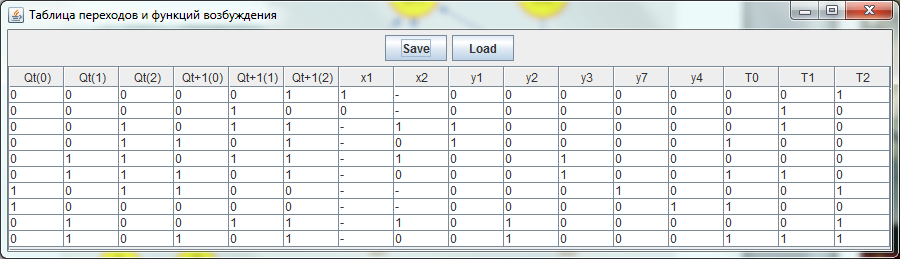 Таблица переходов и функций возбуждения
Save Load
Qt(0) Qt(1) Qt(2) Qt+1(0) Qt+1(1) Qt+1(2) x1 x2 y1 y2 y3 y7 y4 T0 T1 T2
0 0 0 0 0 1 1 - 0 0 0 0 0 0 0 1
0 0 0 0 1 0 0 - 0 0 0 0 0 0 1 0
0 0 1 0 1 1 - 1 1 0 0 0 0 0 1 0
0 0 1 1 0 1 - 0 1 0 0 0 0 1 0 0
0 1 1 0 1 1 - 1 0 0 1 0 0 0 0 0
0 1 1 1 0 1 - 0 0 0 1 0 0 1 1 0
1 0 1 1 0 0 - - 0 0 0 1 0 0 0 1
1 0 0 0 0 0 - - 0 0 0 0 1 1 0 0
0 1 0 0 1 1 - 1 0 1 0 0 0 0 0 1
0 1 0 1 0 1 - 0 0 1 0 0 0 1 1 1